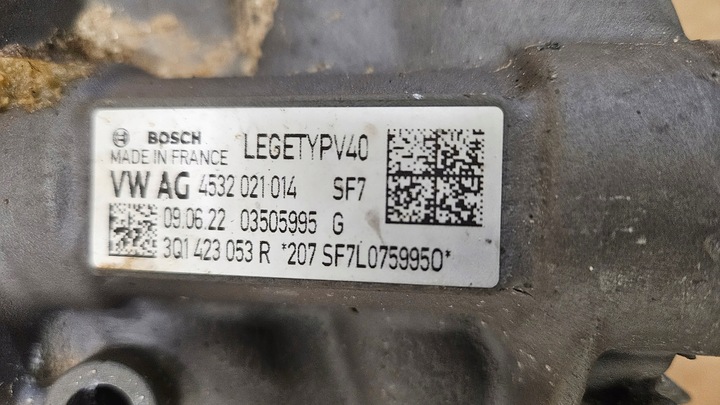 BOSCH LEGETYPV40
MADE IN FRANCE
VW AG 4532 021 014 SF7
09.06.22 03505995 G
3Q1 423 053 R *207 SF7L0759950*